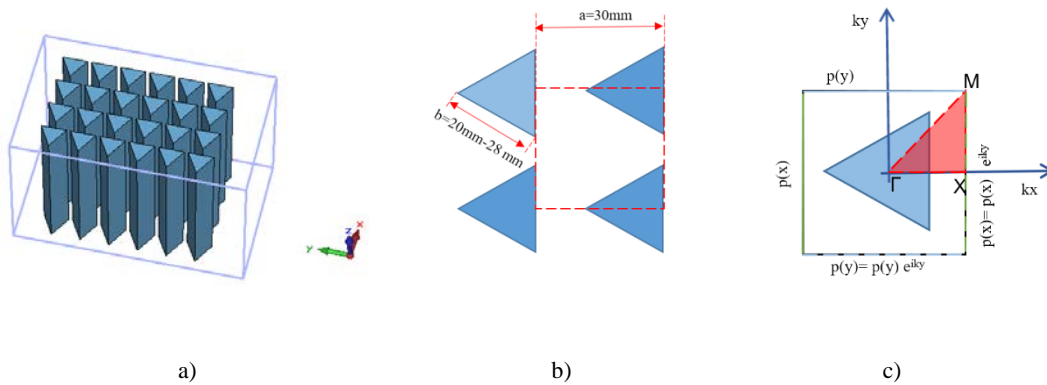 Y Z X
a)
a=30mm
b=20mm-28 mm
b)
ky
p(y)
M
p(x)
Γ
X
kx
p(x)= p(x) e^iky
p(y)= p(y) e^iky
c)